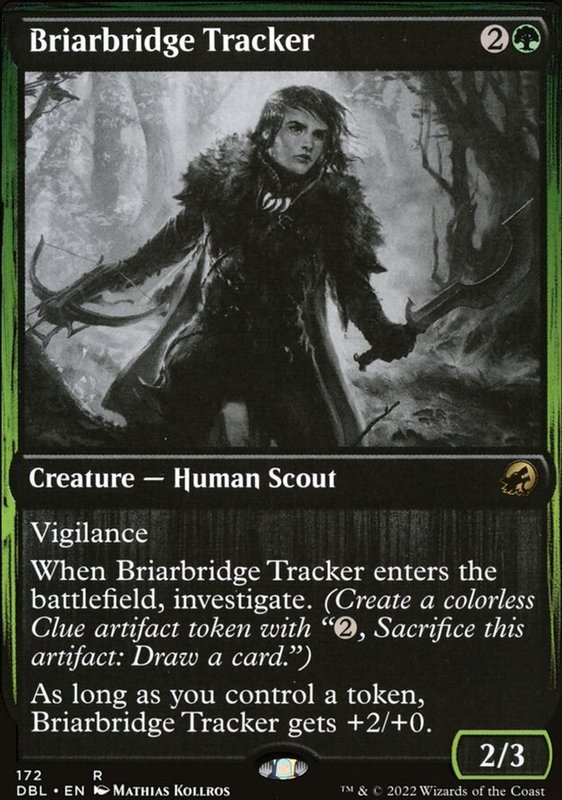 Briarbridge Tracker 2
Creature — Human Scout
Vigilance
When Briarbridge Tracker enters the
battlefield, investigate. (Create a colorless
Clue artifact token with “2, Sacrifice this
artifact: Draw a card.”)
As long as you control a token,
Briarbridge Tracker gets +2/+0.
2/3
172 R
DBL • EN Mathias Kollros
™ & © 2022 Wizards of the Coast